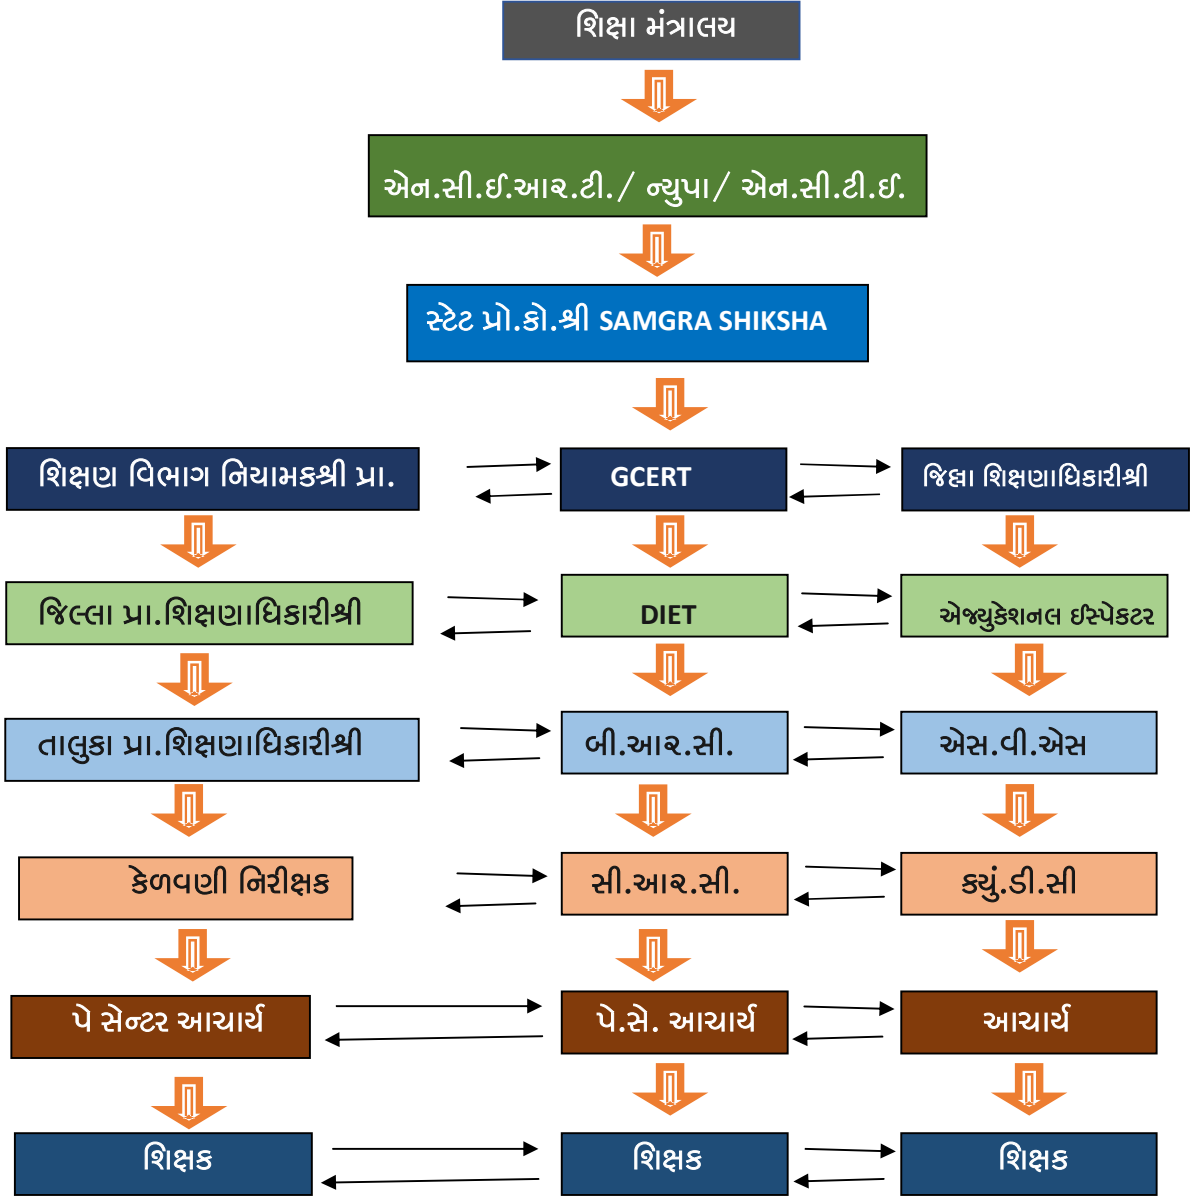 શિક્ષા મંત્રાલય
એન.સી.ઈ.આર.ટી./ ન્યુપા/ એન.સી.ટી.ઈ.
સ્ટેટ પ્રો.કો.શ્રી SAMGRA SHIKSHA
શિક્ષણ વિભાગ નિયામકશ્રી પ્રા.
GCERT
જિલ્લા શિક્ષણાધિકારીશ્રી
જિલ્લા પ્રા.શિક્ષણાધિકારીશ્રી
DIET
એજ્યુકેશનલ ઈસ્પેકટર
તાલુકા પ્રા.શિક્ષણાધિકારીશ્રી
બી.આર.સી.
એસ.વી.એસ
કેળવણી નિરીક્ષક
સી.આર.સી.
ક્યું.ડી.સી
પે સેન્ટર આચાર્ય
પે.સે. આચાર્ય
આચાર્ય
શિક્ષક
શિક્ષક
શિક્ષક